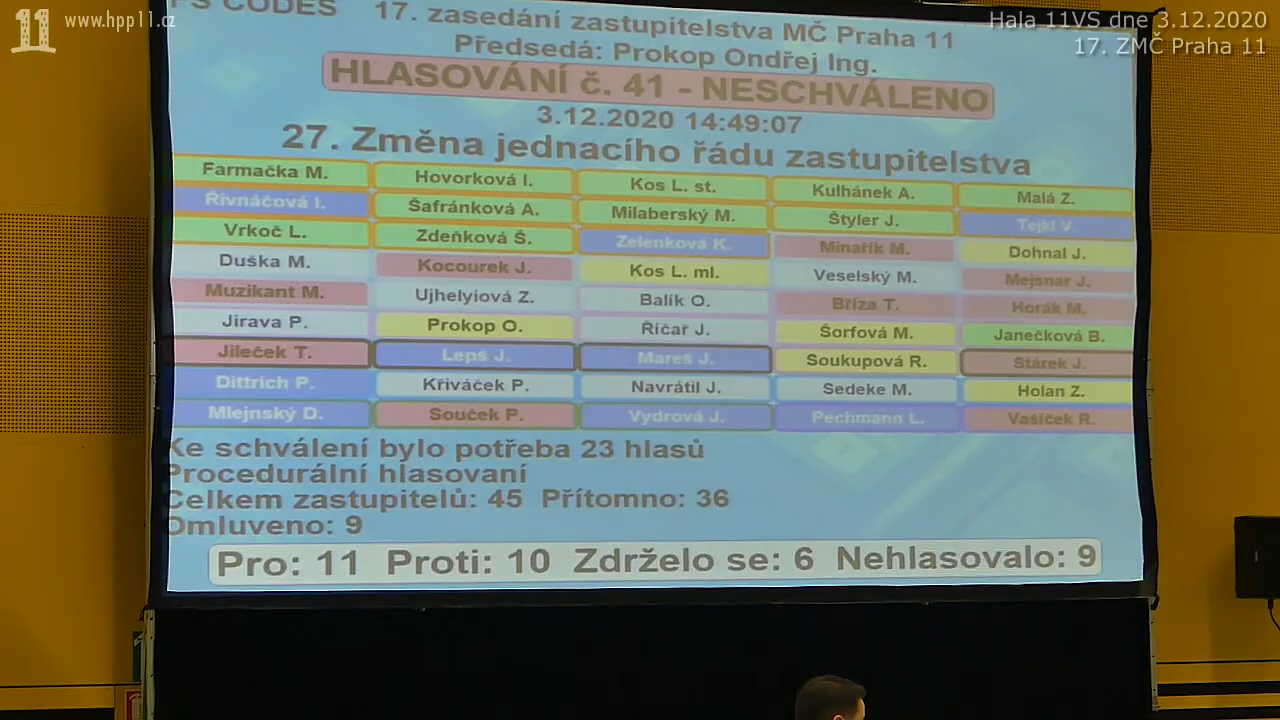 11 www.hpp11.cz
Hala 11VS dne 3.12.2020
17. ZMČ Praha 11
CODES 17. zasedání zastupitelstva MČ Praha 11
Předsedá: Prokop Ondřej Ing.
HLASOVÁNÍ č. 41 - NESCHVÁLENO
3.12.2020 14:49:07
27. Změna jednacího řádu zastupitelstva
Farmačka M. Hovorková I. Kos L. st. Kulhánek A. Malá Z.
Řivnáčová I. Šafránková A. Milaberský M. Štyler J. Tejkl V.
Vrkoč L. Zdeňková Š. Zelenková K. Minařík M. Dohnal J.
Duška M. Kocourek J. Kos L. ml. Veselský M. Mejsnar J.
Muzikant M. Ujhelyiová Z. Balík O. Bříza T. Horák M.
Jirava P. Prokop O. Říčař J. Šorfová M. Janečková B.
Jileček T. Lepš J. Mareš J. Soukupová R. Stárek J.
Dittrich P. Křiváček P. Navrátil J. Sedeke M. Holan Z.
Mlejnský D. Souček P. Vydrová J. Pechmann L. Vašíček R.
Ke schválení bylo potřeba 23 hlasů
Procedurální hlasovaní
Celkem zastupitelů: 45 Přítomno: 36
Omluveno: 9
Pro: 11 Proti: 10 Zdrželo se: 6 Nehlasovalo: 9